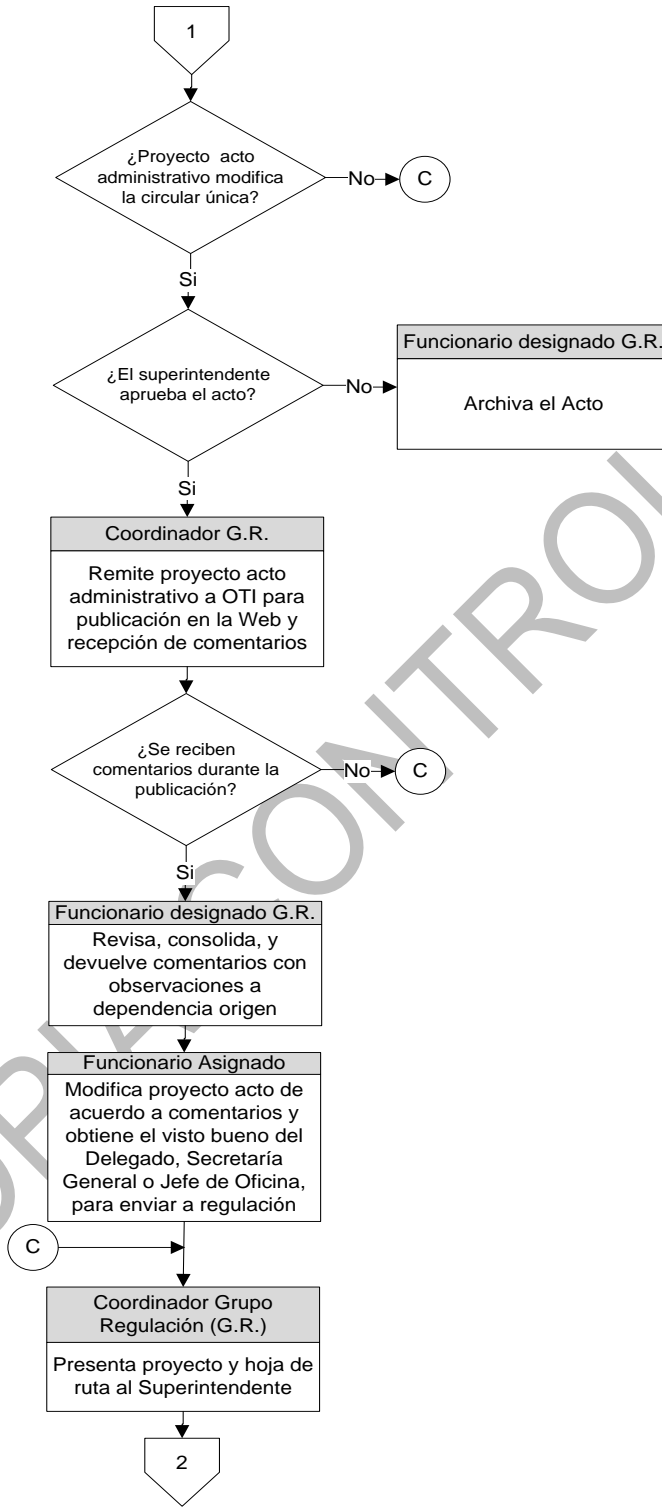 1
¿Proyecto acto
administrativo modifica
la circular única?
No
C
Si
¿El superintendente
aprueba el acto?
No
Funcionario designado G.R.
Archiva el Acto
Si
Coordinador G.R.
Remite proyecto acto
administrativo a OTI para
publicación en la Web y
recepción de comentarios
¿Se reciben
comentarios durante la
publicación?
No
C
Si
Funcionario designado G.R.
Revisa, consolida, y
devuelve comentarios con
observaciones a
dependencia origen
Funcionario Asignado
Modifica proyecto acto de
acuerdo a comentarios y
obtiene el visto bueno del
Delegado, Secretaría
General o Jefe de Oficina,
para enviar a regulación
C
Coordinador Grupo
Regulación (G.R.)
Presenta proyecto y hoja de
ruta al Superintendente
2